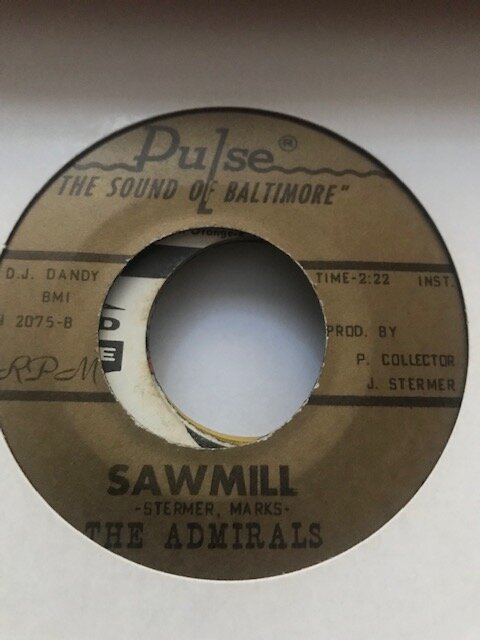 Pulse®
"THE SOUND OF BALTIMORE"
D.J. DANDY
BMI
2075-B
RPM
TIME-2:22 INST.
PROD. BY
P. COLLECTOR
J. STERMER
E
SAWMILL
-STERMER, MARKS-
THE ADMIRALS